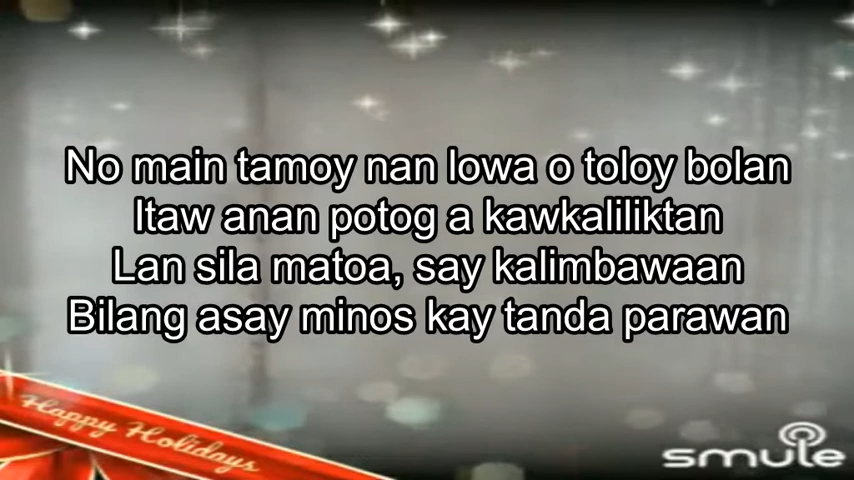 No main tamoy nan lowa o toloy bolan
Itaw anan potog a kawkaliliktan
Lan sila matoa, say kalimbawaan
Bilang asay minos kay tanda parawan
Happy Holidays
smule